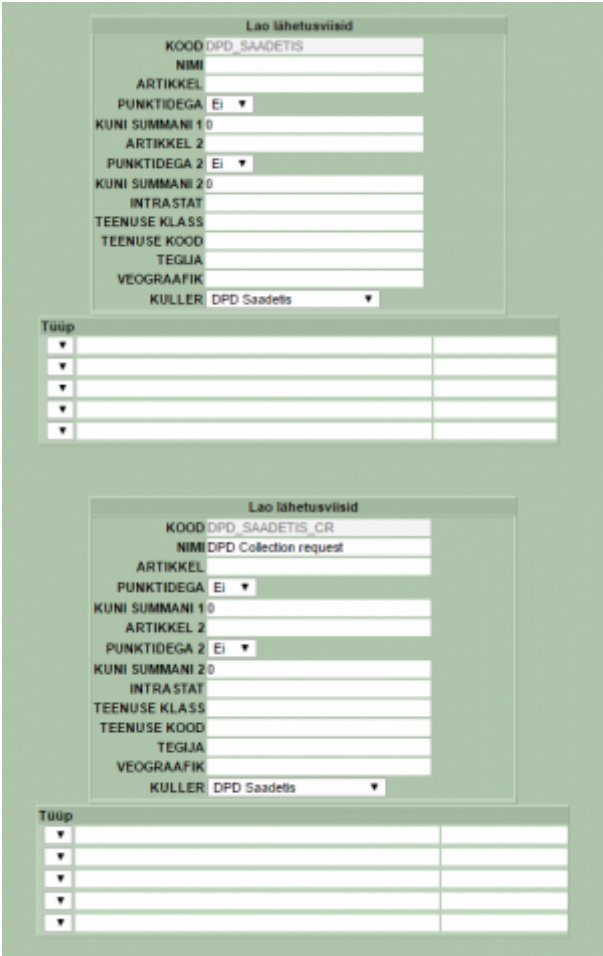 Lao lähetusviisid
KOOD DPD_SAADETIS
NIMI
ARTIKKEL
PUNKTIDEGA Ei
KUNI SUMMANI 1 0
ARTIKKEL 2
PUNKTIDEGA 2 Ei
KUNI SUMMANI 2 0
INTRASTAT
TEENUSE KLASS
TEENUSE KOOD
TEGIJA
VEOGRAAFIK
KULLER DPD Saadetis
Tüüp
Lao lähetusviisid
KOOD DPD_SAADETIS_CR
NIMI DPD Collection request
ARTIKKEL
PUNKTIDEGA Ei
KUNI SUMMANI 1 0
ARTIKKEL 2
PUNKTIDEGA 2 Ei
KUNI SUMMANI 2 0
INTRASTAT
TEENUSE KLASS
TEENUSE KOOD
TEGIJA
VEOGRAAFIK
KULLER DPD Saadetis
Tüüp